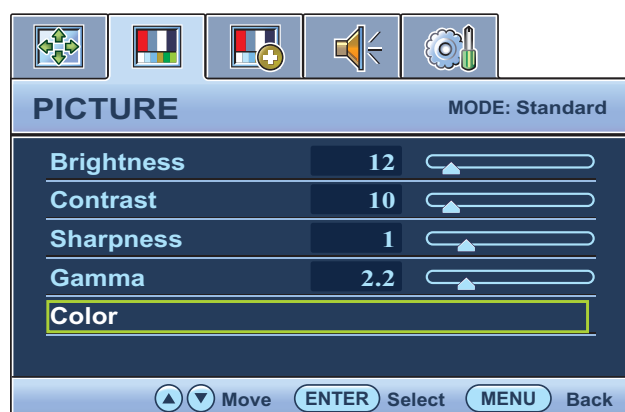 PICTURE MODE: Standard
Brightness 12
Contrast 10
Sharpness 1
Gamma 2.2
Color
Move ENTER Select MENU Back